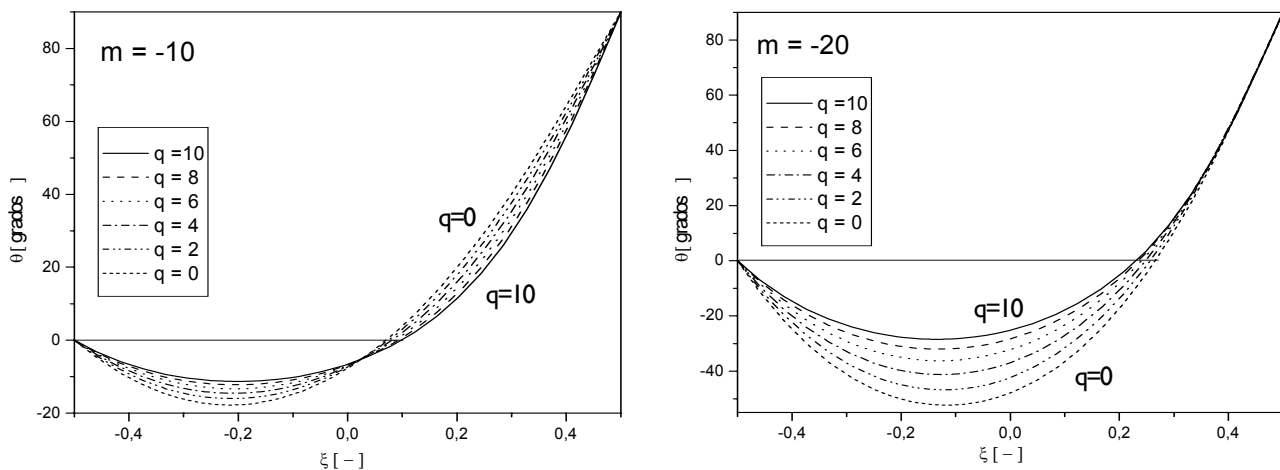 m = -10
80
60
40
20
0
-20
θ [ grados ]
q =10
q = 8
q = 6
q = 4
q = 2
q = 0
q=0
q=10
-0,4
-0,2
0,0
0,2
0,4
ξ [ − ]
m = -20
80
60
40
20
0
-20
-40
θ [ grados ]
q =10
q = 8
q = 6
q = 4
q = 2
q = 0
q=10
q=0
-0,4
-0,2
0,0
0,2
0,4
ξ [ − ]